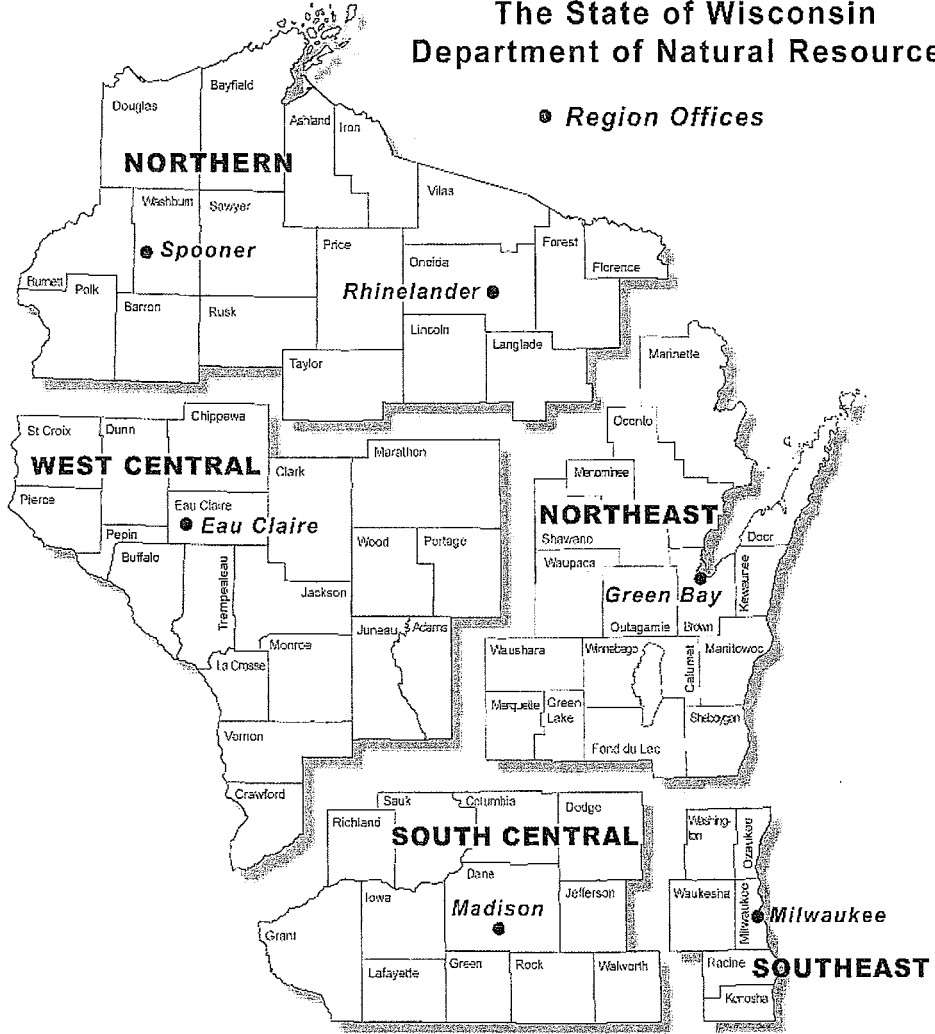 The State of Wisconsin
Department of Natural Resource
Region Offices
Douglas
Bayfield
Ashland
Iron
NORTHERN
Vilas
Washburn
Sawyer
Spooner
Price
Oneida
Forest
Florence
Burnett
Polk
Barron
Rusk
Rhinelander
Lincoln
Langlade
Taylor
Marinette
Chippewa
St Croix
Dunn
Oconto
WEST CENTRAL
Clark
Marathon
Menominee
Pierce
Eau Claire
Eau Claire
NORTHEAST
Pepin
Buffalo
Wood
Portage
Shawano
Door
Waupaca
Trempealeau
Jackson
Green Bay
Kewaunee
Juneau
Adams
Outagamie
Brown
La Crosse
Monroe
Waushara
Winnebago
Calumet
Manitowoc
Marquette
Green
Lake
Sheboygan
Vernon
Fond du Lac
Crawford
Sauk
Columbia
Dodge
Richland
SOUTH CENTRAL
Washing-
ton
Ozaukee
Dane
Iowa
Jefferson
Waukesha
Milwaukee
Madison
Milwaukee
Grant
Lafayette
Green
Rock
Walworth
Racine
SOUTHEAST
Kenosha